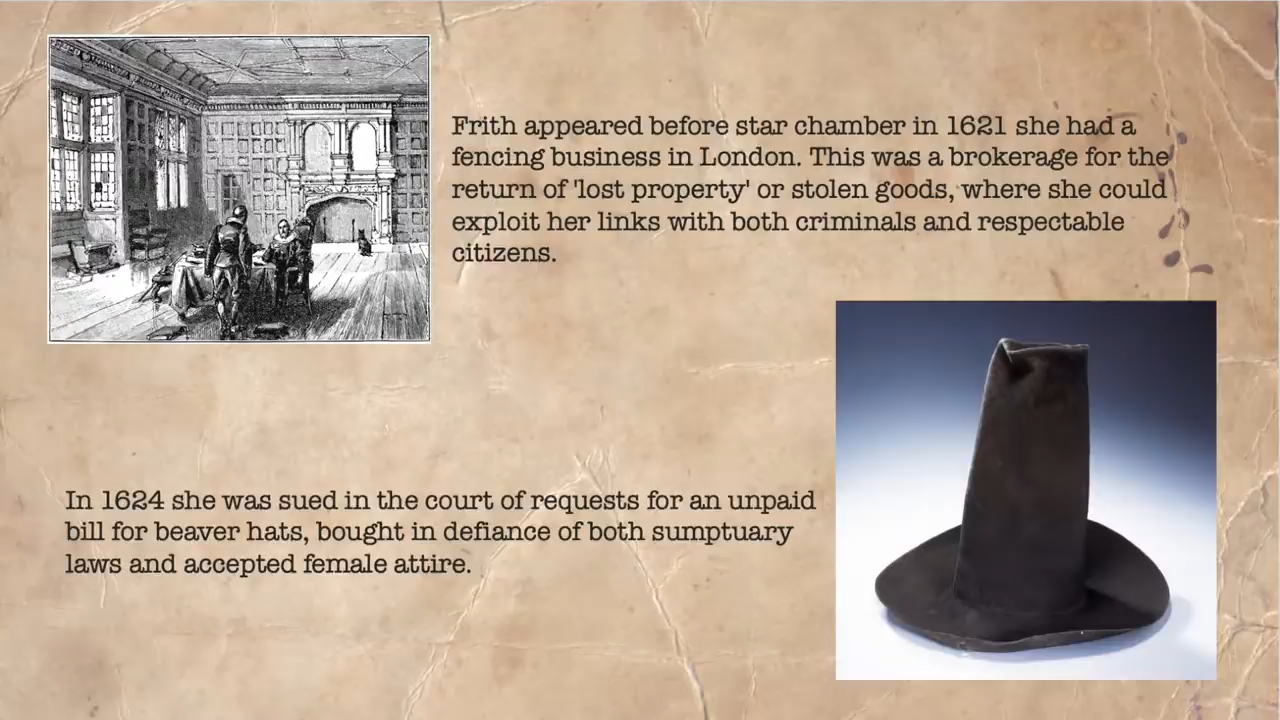 Frith appeared before star chamber in 1621 she had a
fencing business in London. This was a brokerage for the
return of 'lost property' or stolen goods, where she could
exploit her links with both criminals and respectable
citizens.
In 1624 she was sued in the court of requests for an unpaid
bill for beaver hats, bought in defiance of both sumptuary
laws and accepted female attire.